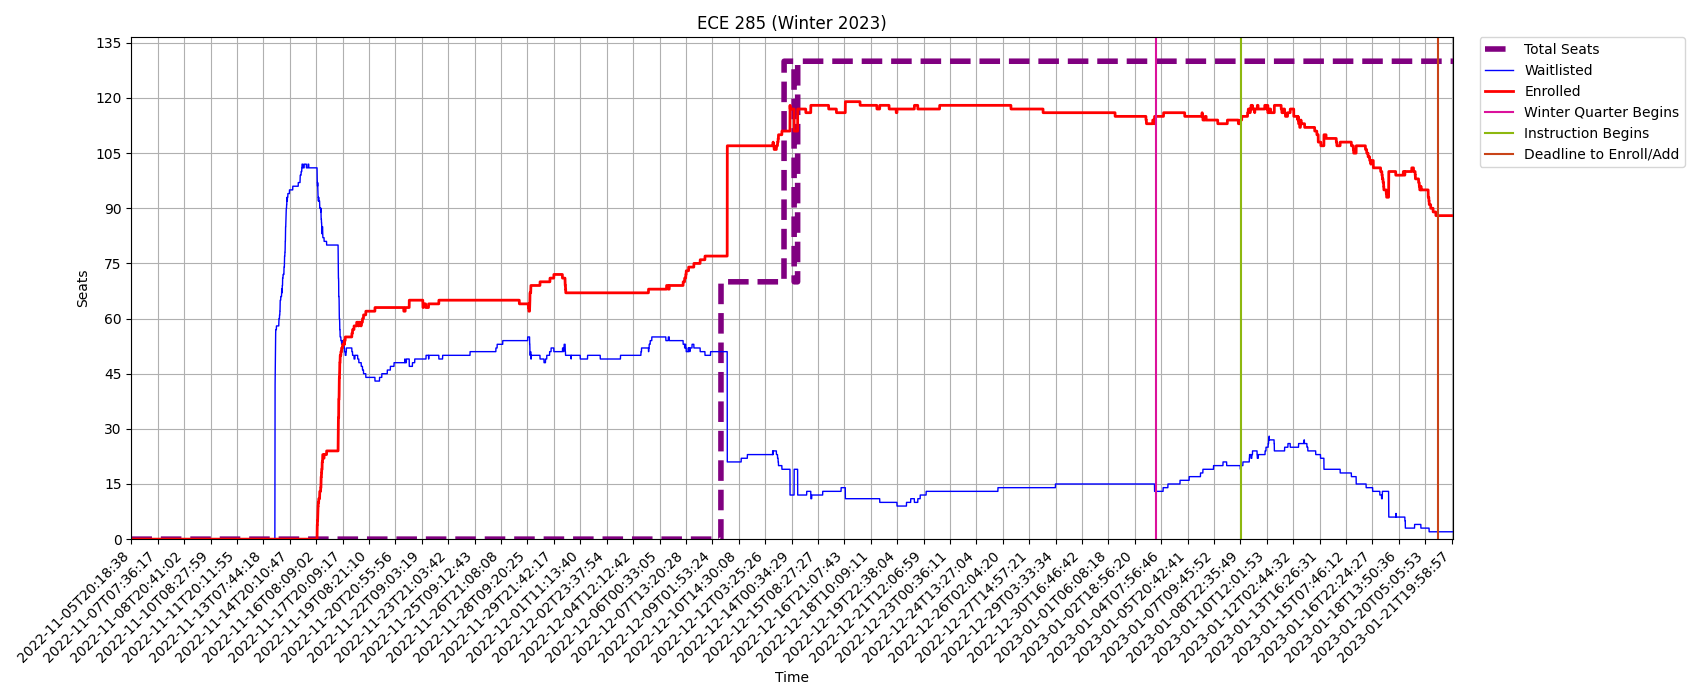 ECE 285 (Winter 2023)
Seats
135
120
105
90
75
60
45
30
15
0
Total Seats
Waitlisted
Enrolled
Winter Quarter Begins
Instruction Begins
Deadline to Enroll/Add
2022-11-05T20:18:38
2022-11-07T07:36:17
2022-11-08T20:41:02
2022-11-10T08:27:59
2022-11-11T20:11:55
2022-11-13T07:44:18
2022-11-14T20:10:47
2022-11-16T08:09:02
2022-11-17T20:09:17
2022-11-19T08:21:10
2022-11-20T20:55:56
2022-11-22T09:03:19
2022-11-23T21:03:42
2022-11-25T09:12:43
2022-11-26T21:08:08
2022-11-28T09:20:25
2022-11-29T21:42:17
2022-12-01T11:13:40
2022-12-02T23:37:54
2022-12-04T12:12:42
2022-12-06T00:33:05
2022-12-07T13:20:28
2022-12-09T01:53:24
2022-12-10T14:30:08
2022-12-12T03:25:26
2022-12-14T00:34:29
2022-12-15T08:27:27
2022-12-16T21:07:43
2022-12-18T10:09:11
2022-12-19T22:38:04
2022-12-21T12:06:59
2022-12-23T00:36:11
2022-12-24T13:27:04
2022-12-26T02:04:20
2022-12-27T14:57:21
2022-12-29T03:33:34
2022-12-30T16:46:42
2023-01-01T06:08:18
2023-01-02T18:56:20
2023-01-04T07:56:46
2023-01-05T20:42:41
2023-01-07T09:45:52
2023-01-08T22:35:49
2023-01-10T12:01:53
2023-01-12T02:44:32
2023-01-13T16:26:31
2023-01-15T07:46:12
2023-01-16T22:24:27
2023-01-18T13:50:36
2023-01-20T05:05:53
2023-01-21T19:58:57
Time